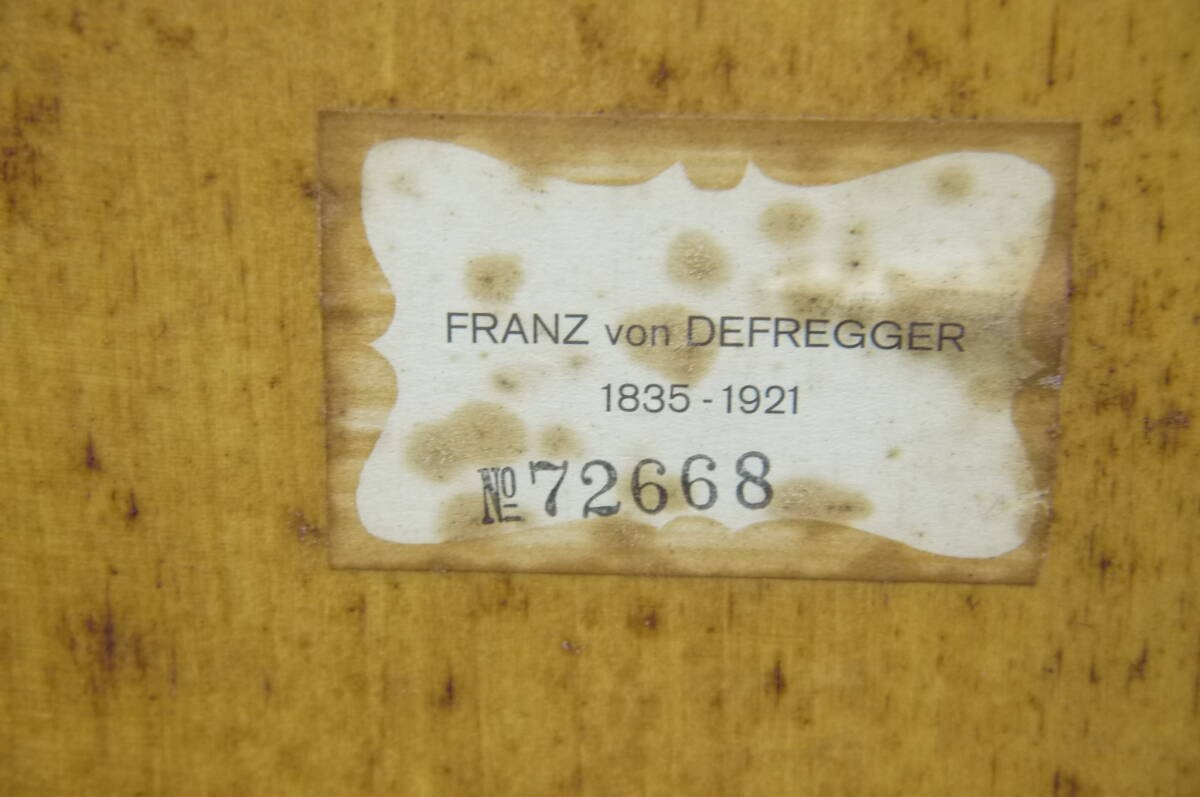 FRANZ von DEFREGGER
1835 - 1921
№ 72668